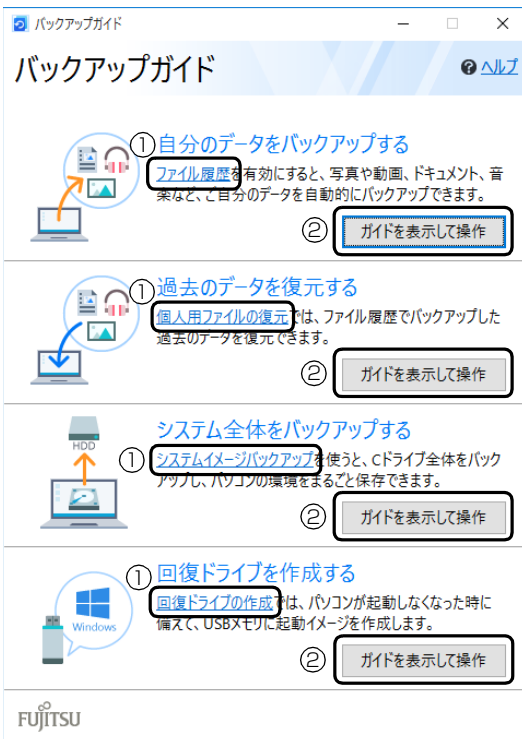 バックアップガイド
バックアップガイド
ヘルプ
①自分のデータをバックアップする
ファイル履歴を有効にすると、写真や動画、ドキュメント、音
楽など、ご自分のデータを自動的にバックアップできます。
② ガイドを表示して操作
①過去のデータを復元する
個人用ファイルの復元では、ファイル履歴でバックアップした
過去のデータを復元できます。
② ガイドを表示して操作
HDD
システム全体をバックアップする
①システムイメージバックアップを使うと、Cドライブ全体をバック
アップし、パソコンの環境をまるごと保存できます。
② ガイドを表示して操作
Windows
①回復ドライブを作成する
回復ドライブの作成では、パソコンが起動しなくなった時に
備えて、USBメモリに起動イメージを作成します。
② ガイドを表示して操作
FUJITSU